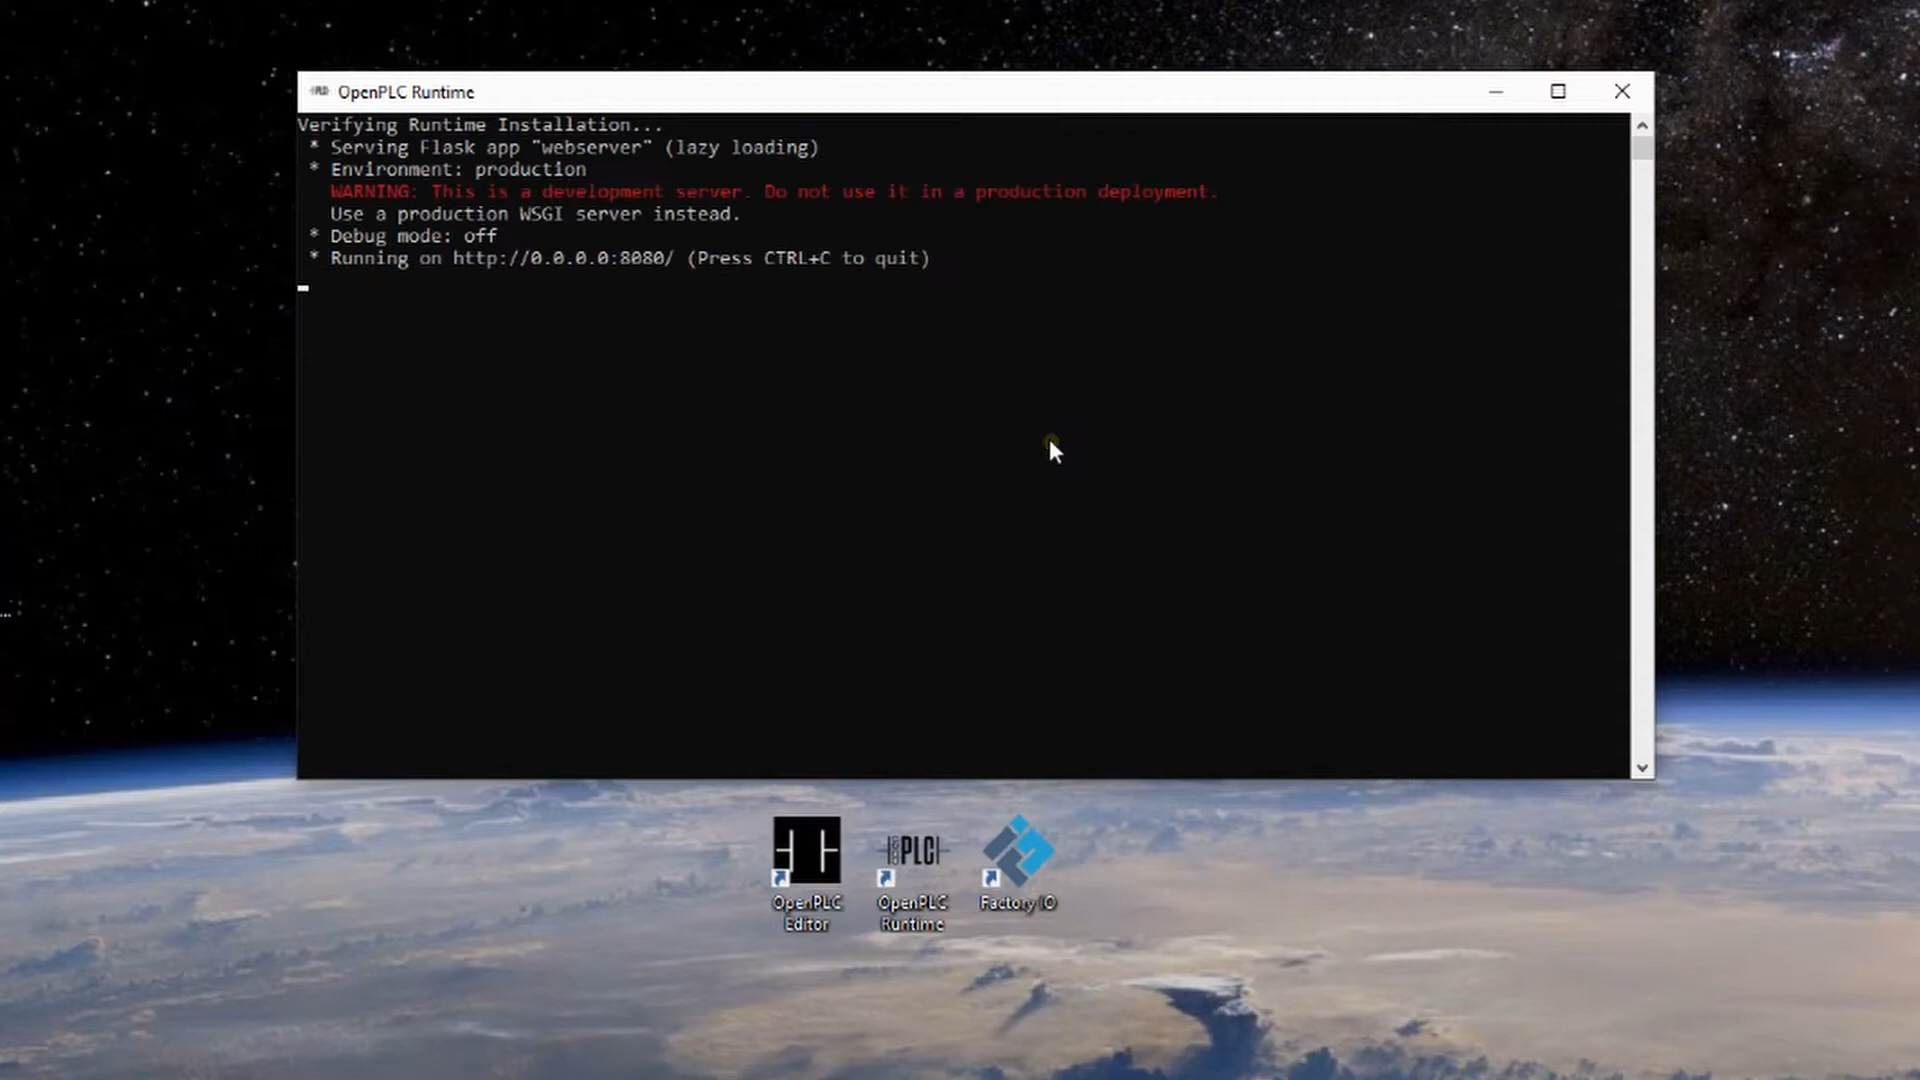 OpenPLC Runtime
Verifying Runtime Installation...
* Serving Flask app "webserver" (lazy loading)
* Environment: production
WARNING: This is a development server. Do not use it in a production deployment.
Use a production WSGI server instead.
* Debug mode: off
* Running on http://0.0.0.0:8080/ (Press CTRL+C to quit)
...
PLC
OpenPLC
Editor
OpenPLC
Runtime
Factory IO